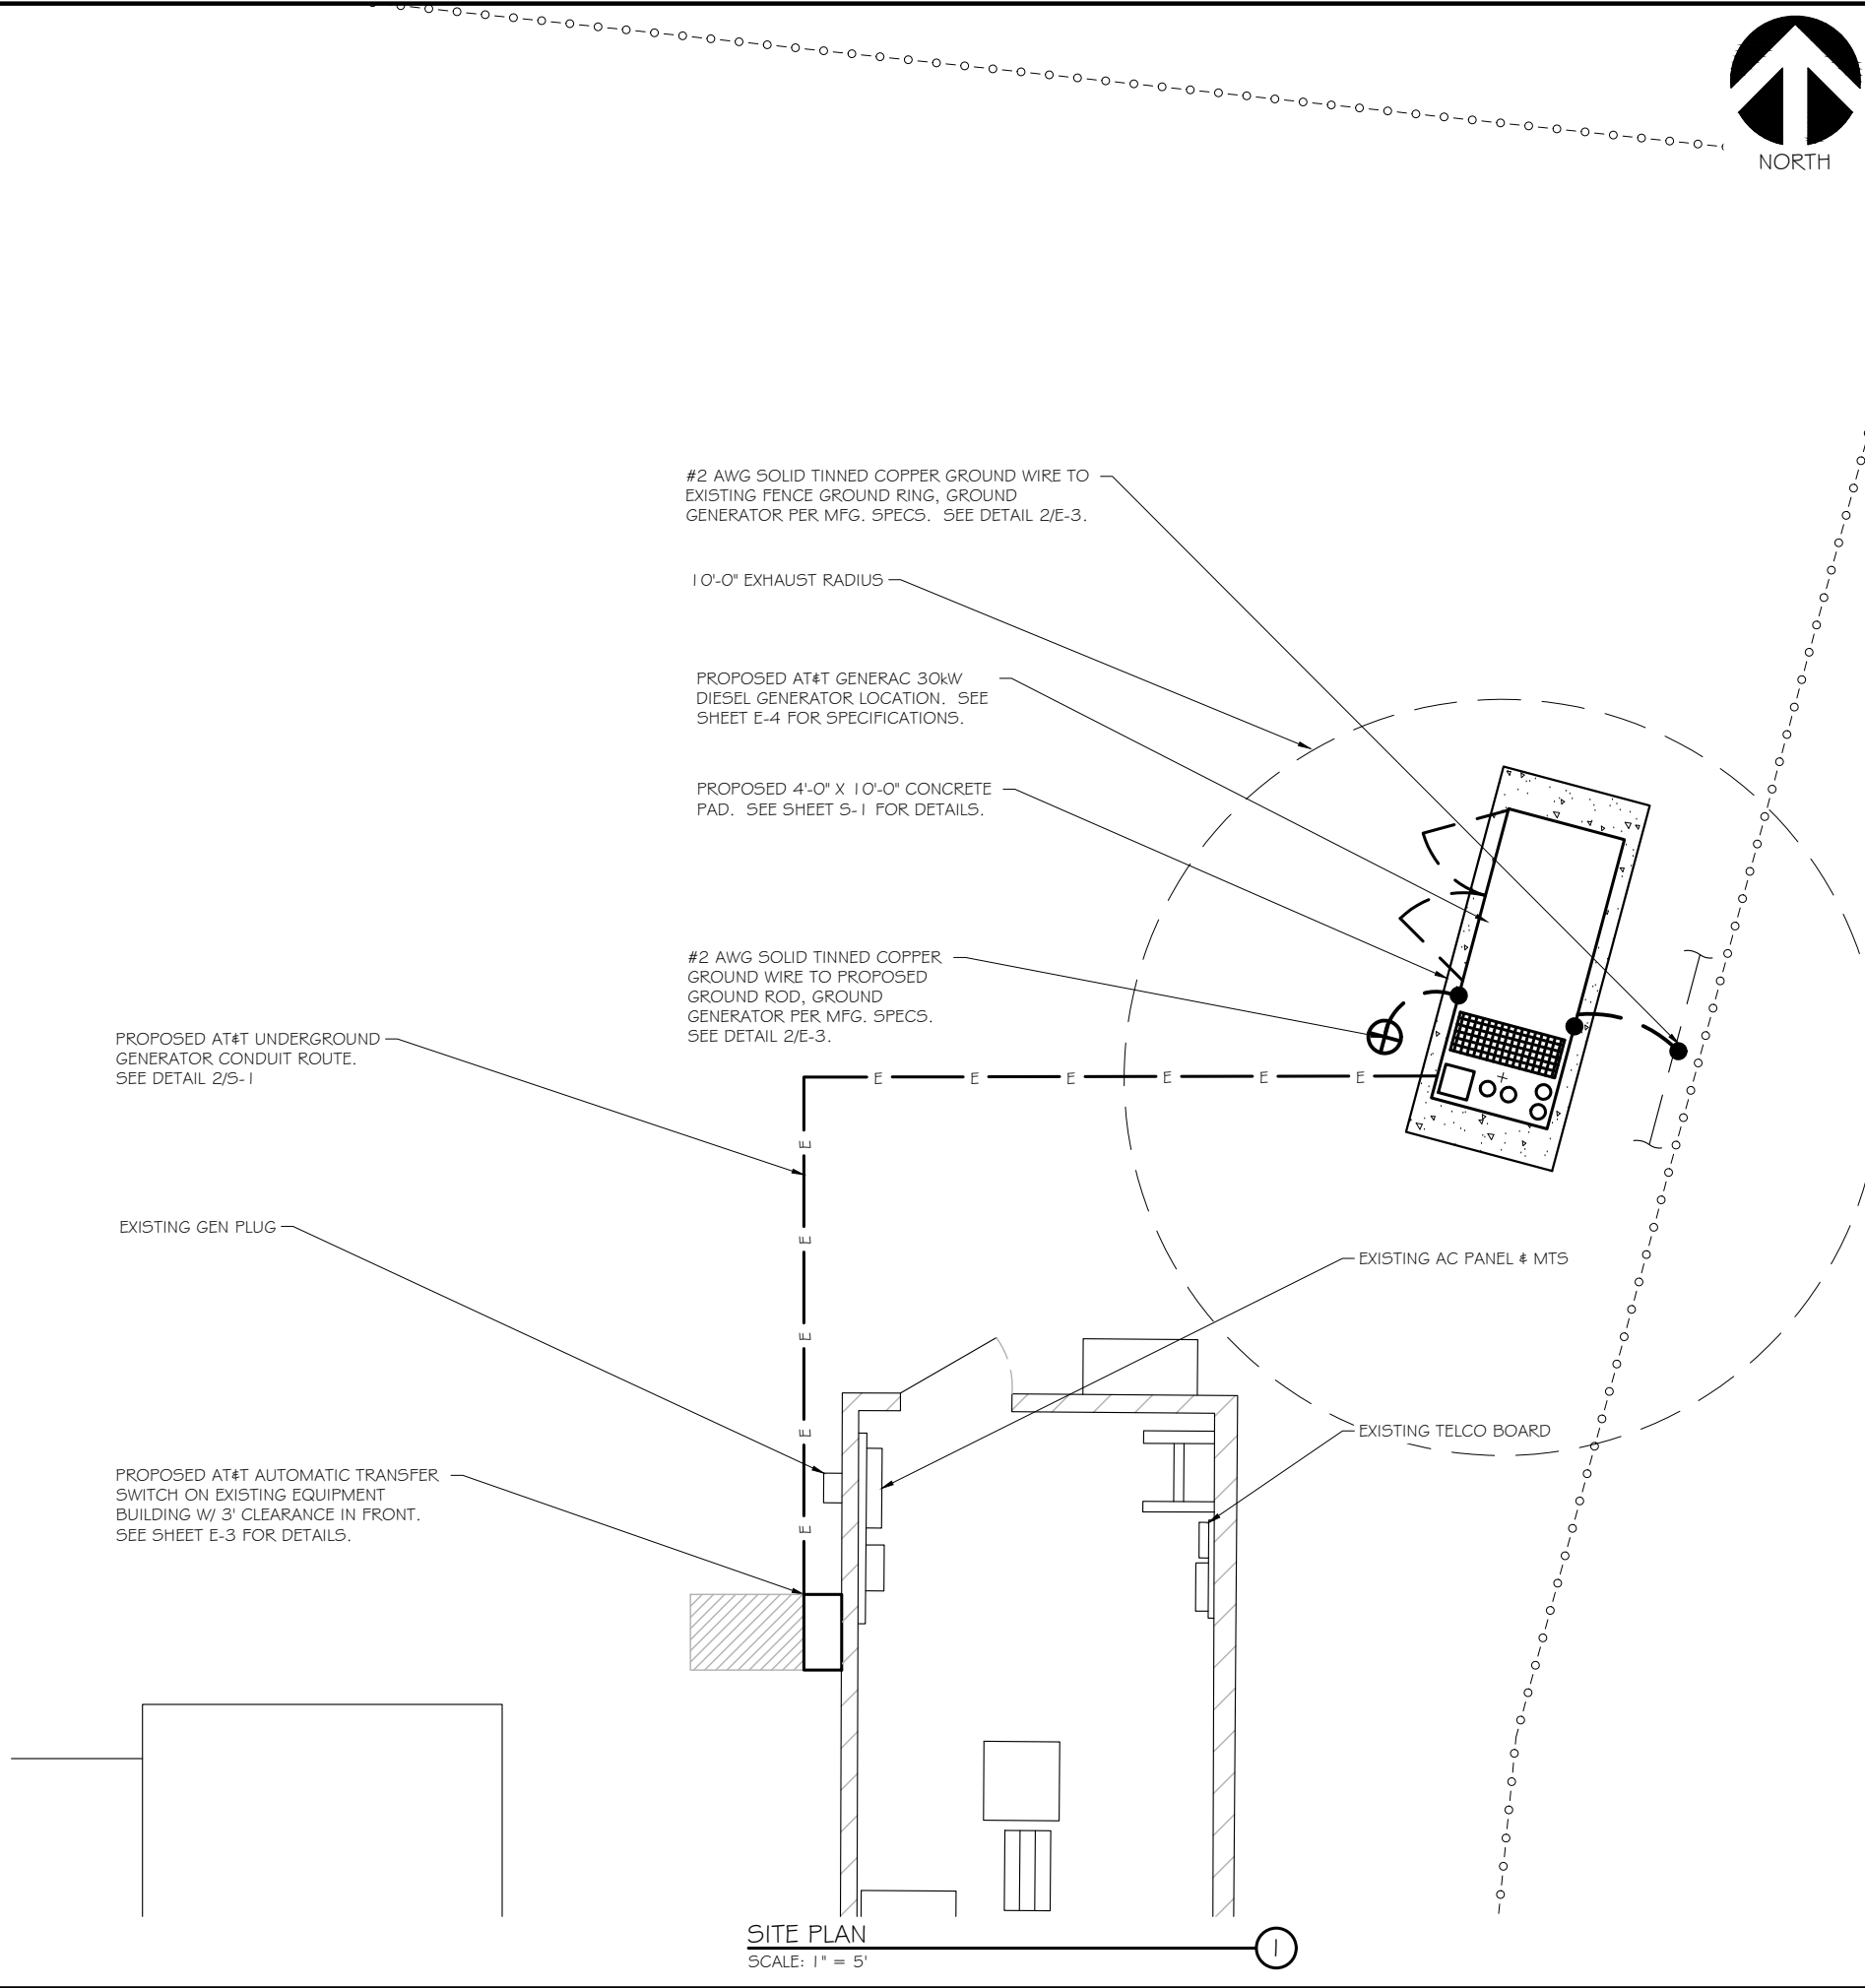 NORTH
#2 AWG SOLID TINNED COPPER GROUND WIRE TO
EXISTING FENCE GROUND RING, GROUND
GENERATOR PER MFG. SPECS. SEE DETAIL 2/E-3.
10'-0" EXHAUST RADIUS
PROPOSED AT&T GENERAC 30kW
DIESEL GENERATOR LOCATION. SEE
SHEET E-4 FOR SPECIFICATIONS.
PROPOSED 4'-0" X 10'-0" CONCRETE
PAD. SEE SHEET S-1 FOR DETAILS.
#2 AWG SOLID TINNED COPPER
GROUND WIRE TO PROPOSED
GROUND ROD, GROUND
GENERATOR PER MFG. SPECS.
SEE DETAIL 2/E-3.
PROPOSED AT&T UNDERGROUND
GENERATOR CONDUIT ROUTE.
SEE DETAIL 2/S-1
E E E E E E
E
E
E
E
E
EXISTING GEN PLUG
EXISTING AC PANEL & MTS
EXISTING TELCO BOARD
PROPOSED AT&T AUTOMATIC TRANSFER
SWITCH ON EXISTING EQUIPMENT
BUILDING W/ 3' CLEARANCE IN FRONT.
SEE SHEET E-3 FOR DETAILS.
SITE PLAN
SCALE: 1" = 5'
1